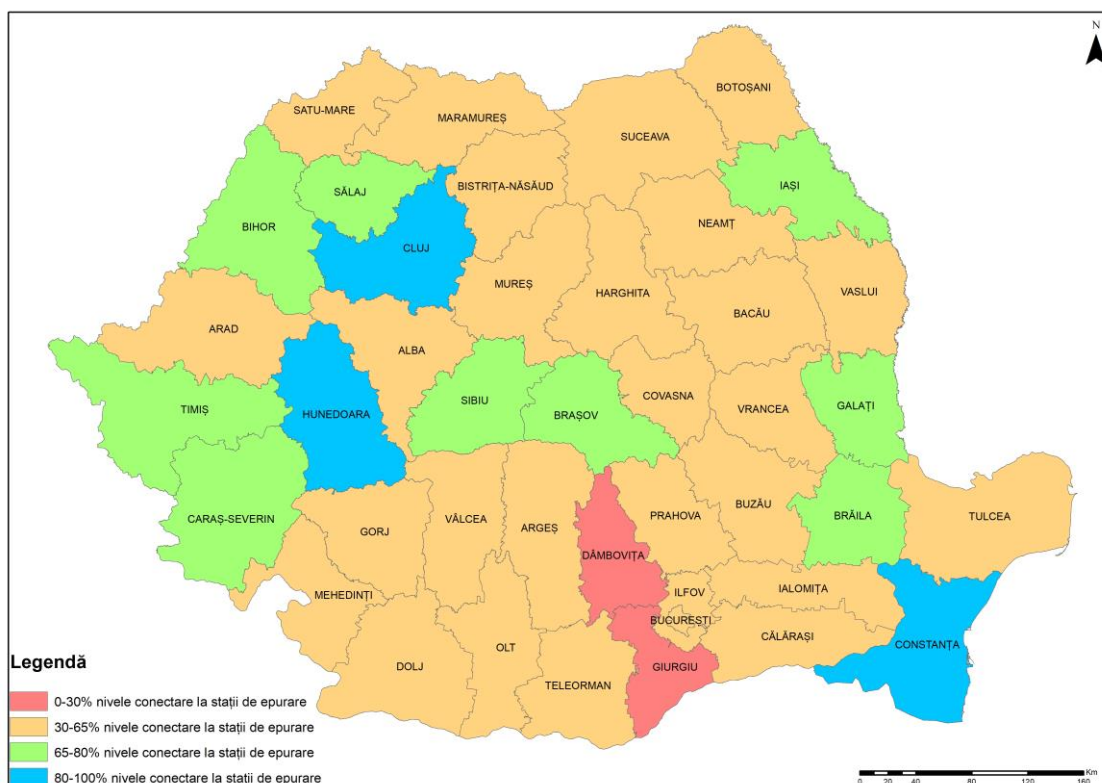 N
BOTOȘANI
SATU-MARE
MARAMUREȘ
SUCEAVA
IAȘI
SĂLAJ
BISTRIȚA-NĂSĂUD
BIHOR
NEAMȚ
CLUJ
MUREȘ
HARGHITA
VASLUI
BACĂU
ARAD
ALBA
COVASNA
SIBIU
VRANCEA
GALAȚI
TIMIȘ
HUNEDOARA
BRAȘOV
BUZĂU
PRAHOVA
BRĂILA
TULCEA
CARAȘ-SEVERIN
GORJ
VÂLCEA
ARGEȘ
DÂMBOVIȚA
ILFOV
IALOMIȚA
MEHEDINȚI
BUCUREȘTI
CĂLĂRAȘI
CONSTANȚA
OLT
DOLJ
TELEORMAN
GIURGIU
Legendă
0-30% nivele conectare la stații de epurare
30-65% nivele conectare la stații de epurare
65-80% nivele conectare la stații de epurare
80-100% nivele conectare la stații de epurare
Km
0 20 40 80 120 160